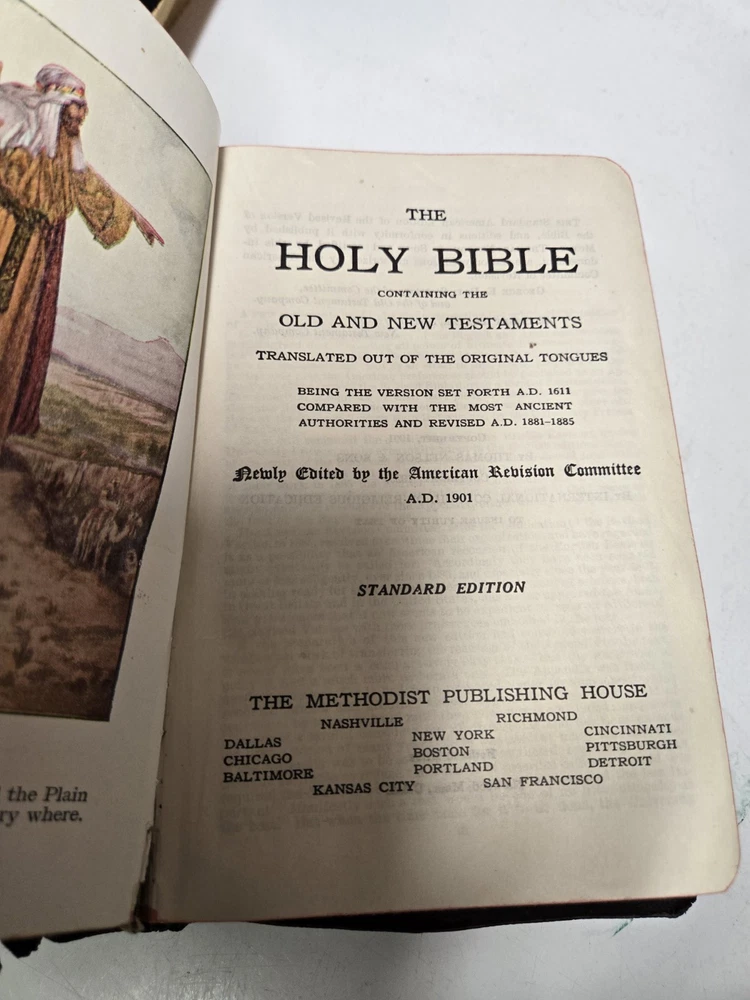 the Plain
ry where.
THE
HOLY BIBLE
CONTAINING THE
OLD AND NEW TESTAMENTS
TRANSLATED OUT OF THE ORIGINAL TONGUES
BEING THE VERSION SET FORTH A.D. 1611
COMPARED WITH THE MOST ANCIENT
AUTHORITIES AND REVISED A.D. 1881-1885
Newly Edited by the American Revision Committee
A.D. 1901
STANDARD EDITION
THE METHODIST PUBLISHING HOUSE
NASHVILLE RICHMOND
DALLAS NEW YORK CINCINNATI
CHICAGO BOSTON PITTSBURGH
BALTIMORE PORTLAND DETROIT
KANSAS CITY SAN FRANCISCO